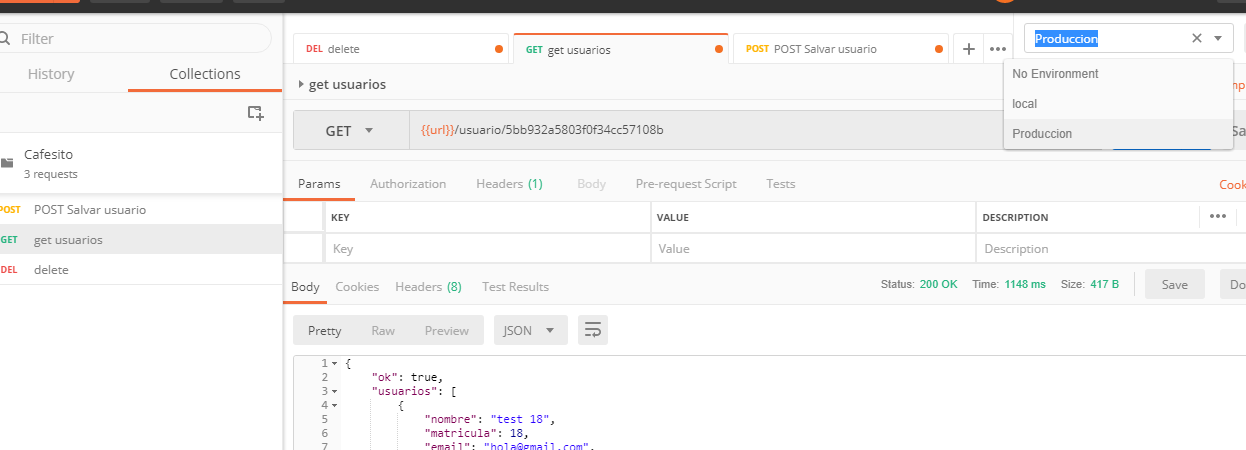 Filter
History Collections
Cafesito
3 requests
POST POST Salvar usuario
GET get usuarios
DEL delete
DEL delete GET get usuarios POST POST Salvar usuario + ••• Produccion
No Environment
local
Produccion
get usuarios
GET {{url}}/usuario/5bb932a5803f0f34cc57108b
Params Authorization Headers (1) Body Pre-request Script Tests
KEY VALUE DESCRIPTION •••
Key Value Description
Body Cookies Headers (8) Test Results Status: 200 OK Time: 1148 ms Size: 417 B Save
Pretty Raw Preview JSON
1 {
2 "ok": true,
3 "usuarios": [
4 {
5 "nombre": "test 18",
6 "matricula": 18,
7 "email": "hola@gmail.com",